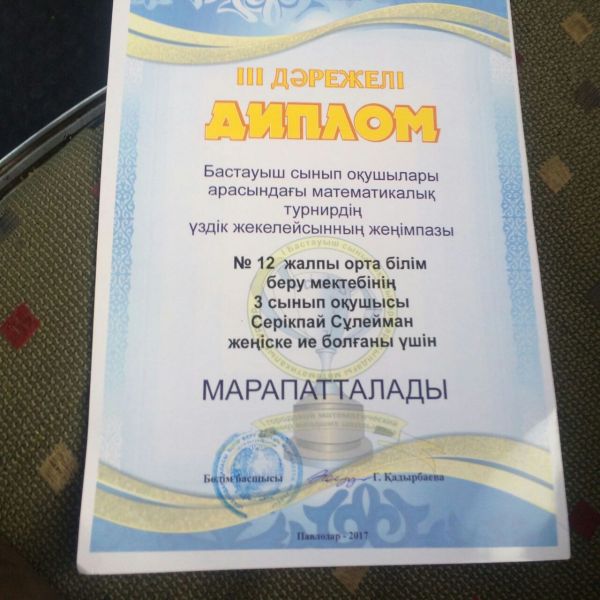 III ДӘРЕЖЕЛІ
ДИПЛОМ
Бастауыш сынып оқушылары
арасындағы математикалық
турнирдің
үздік жекелейсынның жеңімпазы
№ 12 жалпы орта білім
беру мектебінің
3 сынып оқушысы
Серікпай Сұлейман
жеңіске ие болғаны үшін
МАРАПАТТАЛАДЫ
Бөлім басшысы Г. Қадырбаева
Павлодар - 2017